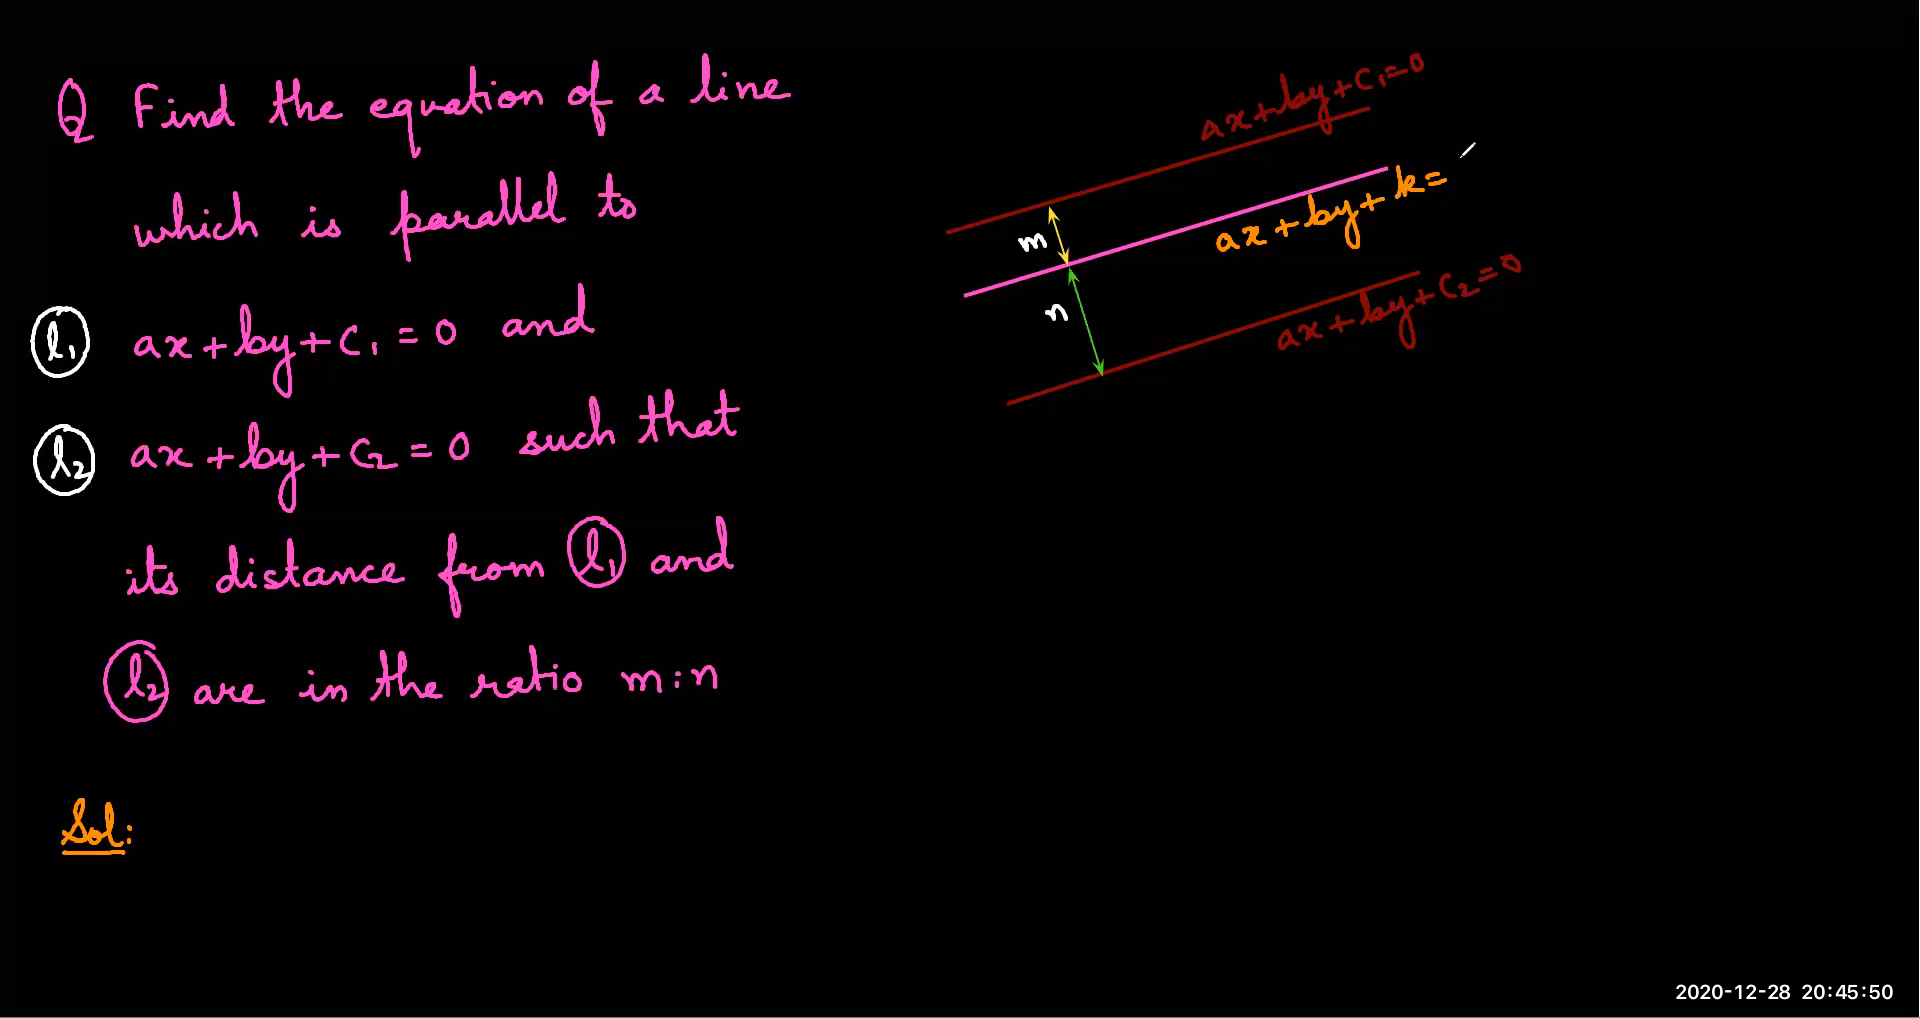 Q Find the equation of a line
which is parallel to
l₁ ax+by+c₁=0 and
l₂ ax+by+c₂=0 such that
its distance from l₁ and
l₂ are in the ratio m:n
Sol:
ax+by+c₁=0
m
ax+by+k=
n
ax+by+c₂=0
2020-12-28 20:45:50